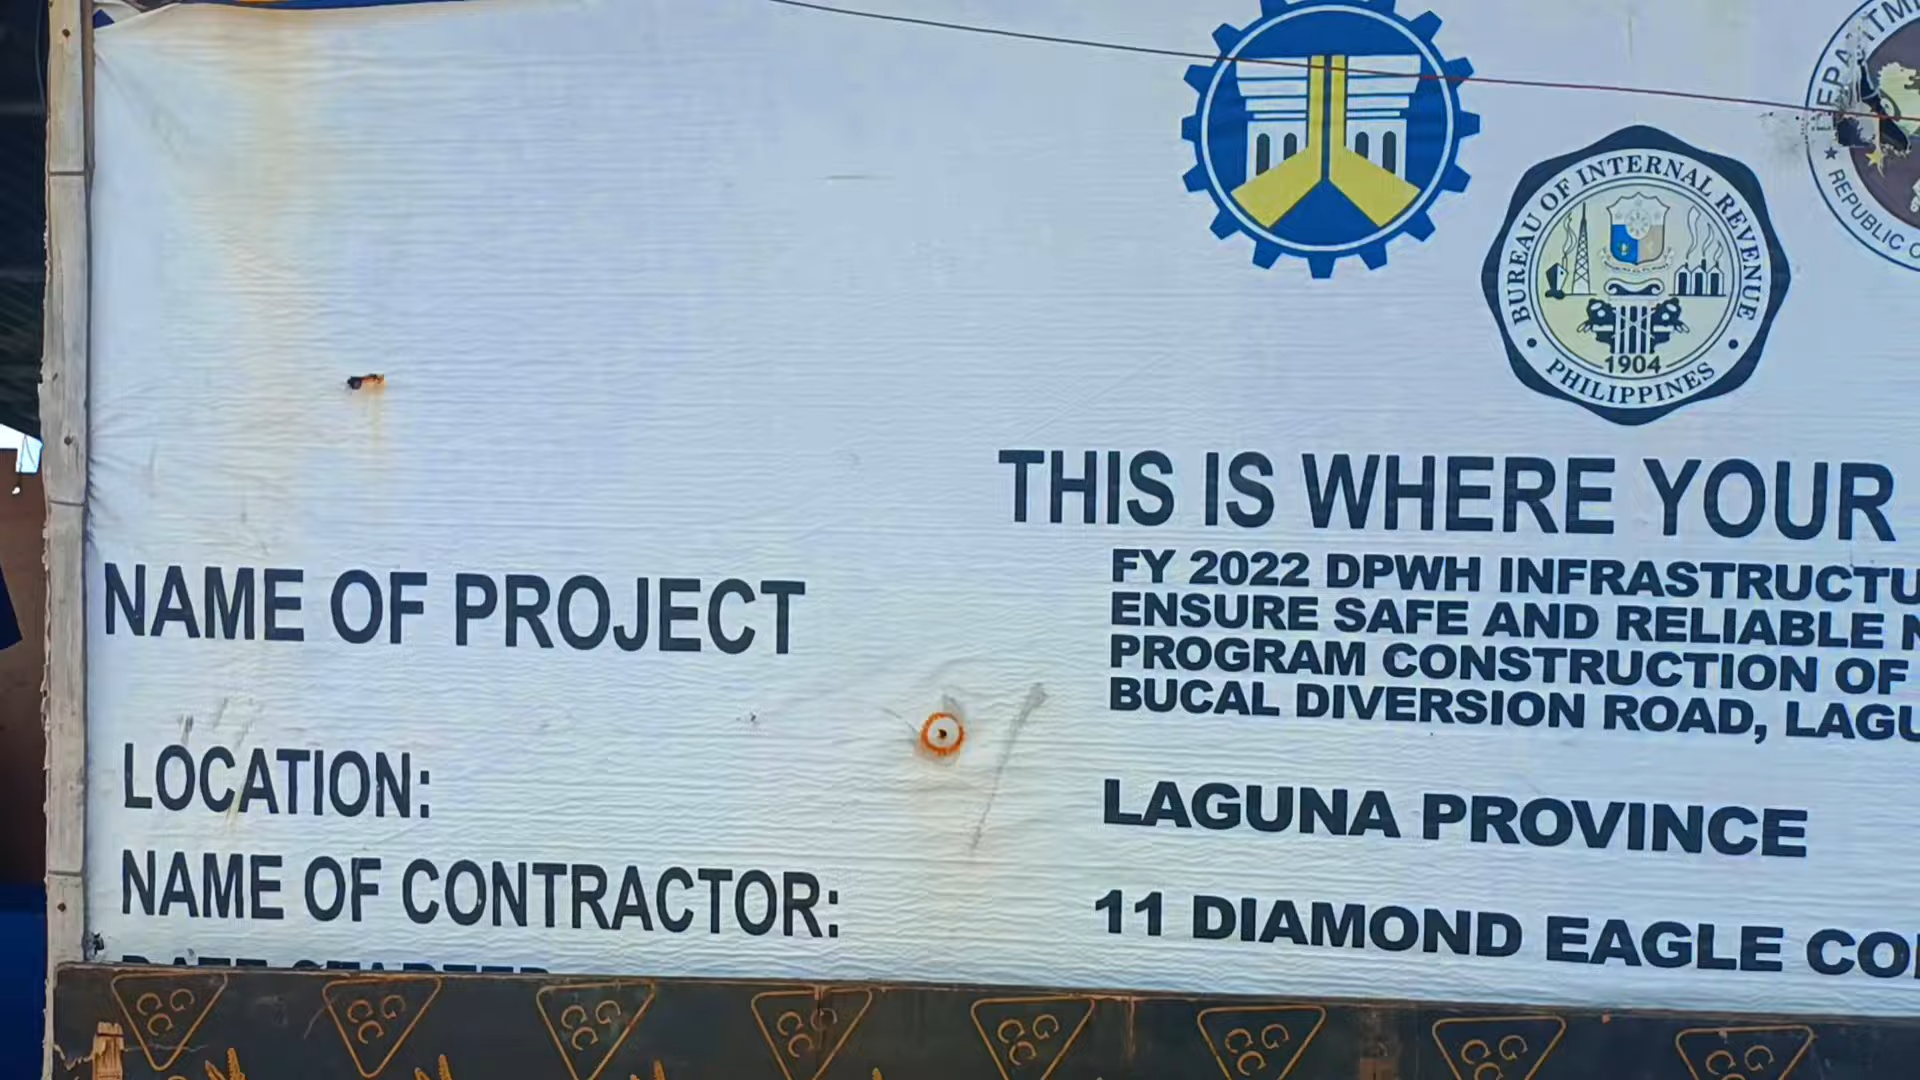 BUREAU OF INTERNAL REVENUE
1904
PHILIPPINES
REPUBLIC
THIS IS WHERE YOUR
NAME OF PROJECT
FY 2022 DPWH INFRASTRUCTU
ENSURE SAFE AND RELIABLE N
PROGRAM CONSTRUCTION OF
BUCAL DIVERSION ROAD, LAGU
LOCATION:
LAGUNA PROVINCE
NAME OF CONTRACTOR:
11 DIAMOND EAGLE CO